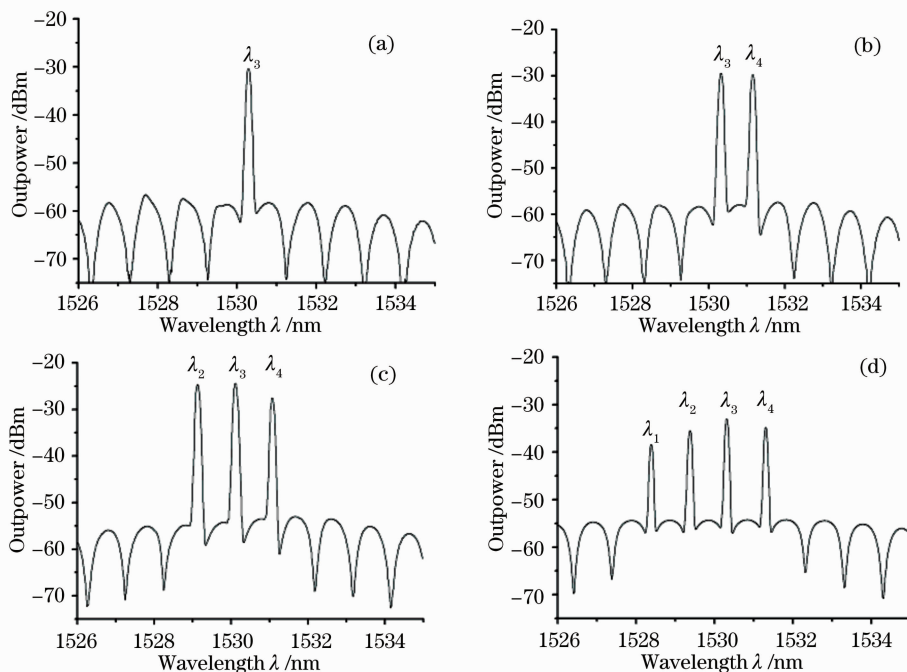 (a)
λ₃
−20
−30
−40
−50
−60
−70
Outpower /dBm
1526 1528 1530 1532 1534
Wavelength λ /nm
(b)
λ₃ λ₄
−20
−30
−40
−50
−60
−70
Outpower /dBm
1526 1528 1530 1532 1534
Wavelength λ /nm
(c)
λ₂ λ₃ λ₄
−20
−30
−40
−50
−60
−70
Outpower /dBm
1526 1528 1530 1532 1534
Wavelength λ /nm
(d)
λ₁ λ₂ λ₃ λ₄
−20
−30
−40
−50
−60
−70
Outpower /dBm
1526 1528 1530 1532 1534
Wavelength λ /nm